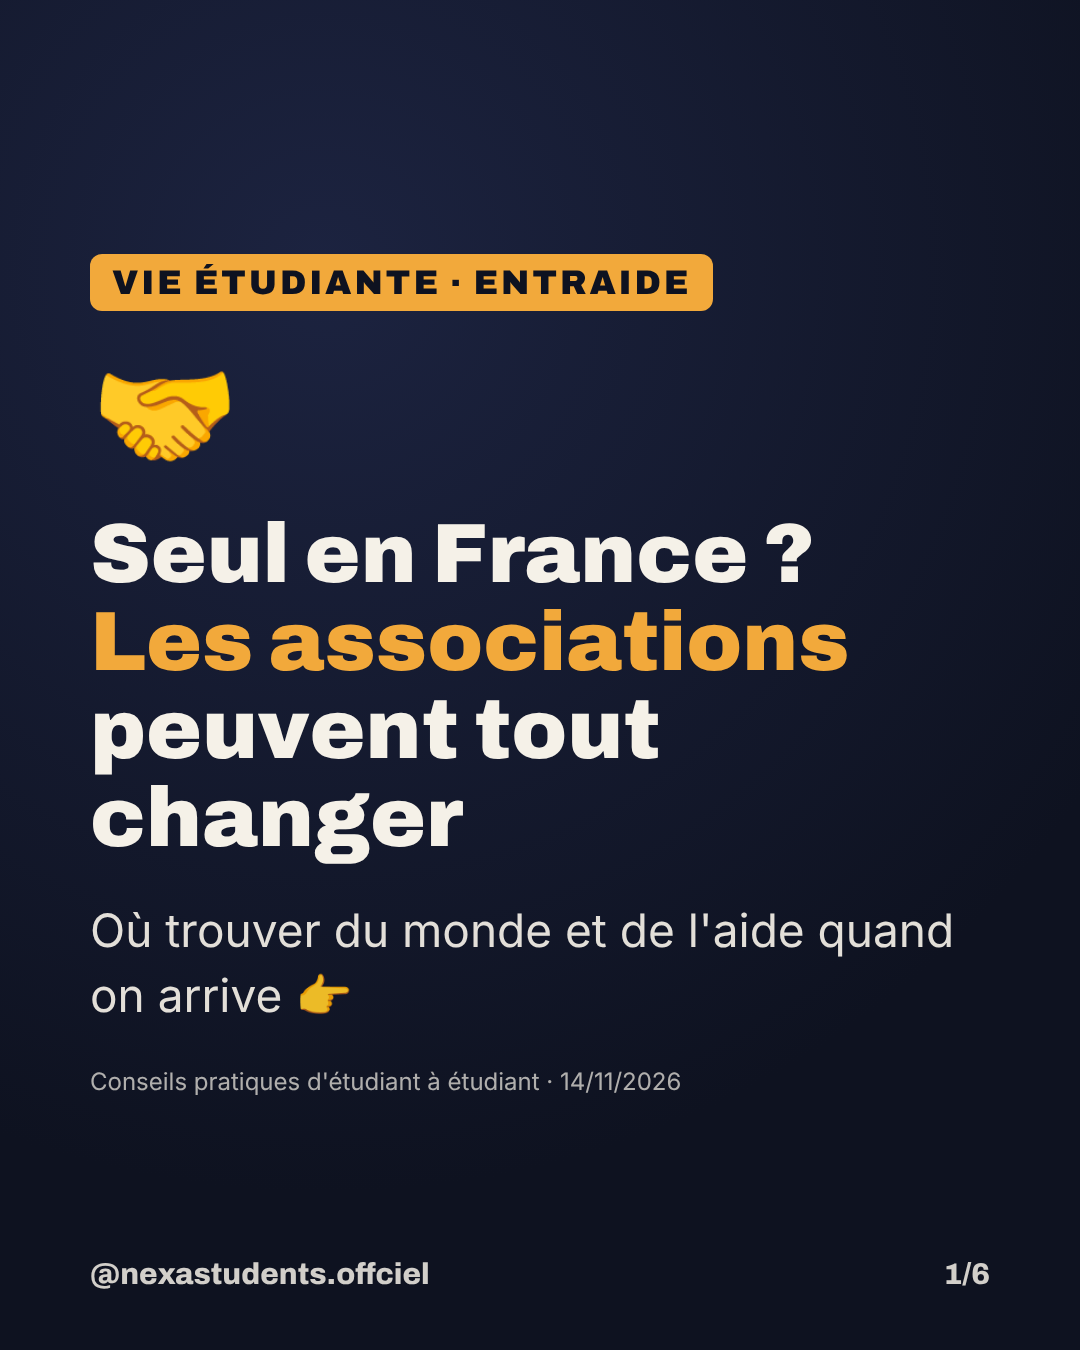 VIE ÉTUDIANTE · ENTRAIDE
Seul en France ?
Les associations
peuvent tout
changer
Où trouver du monde et de l'aide quand
on arrive 👉
Conseils pratiques d'étudiant à étudiant · 14/11/2026
@nexastudents.offciel
1/6